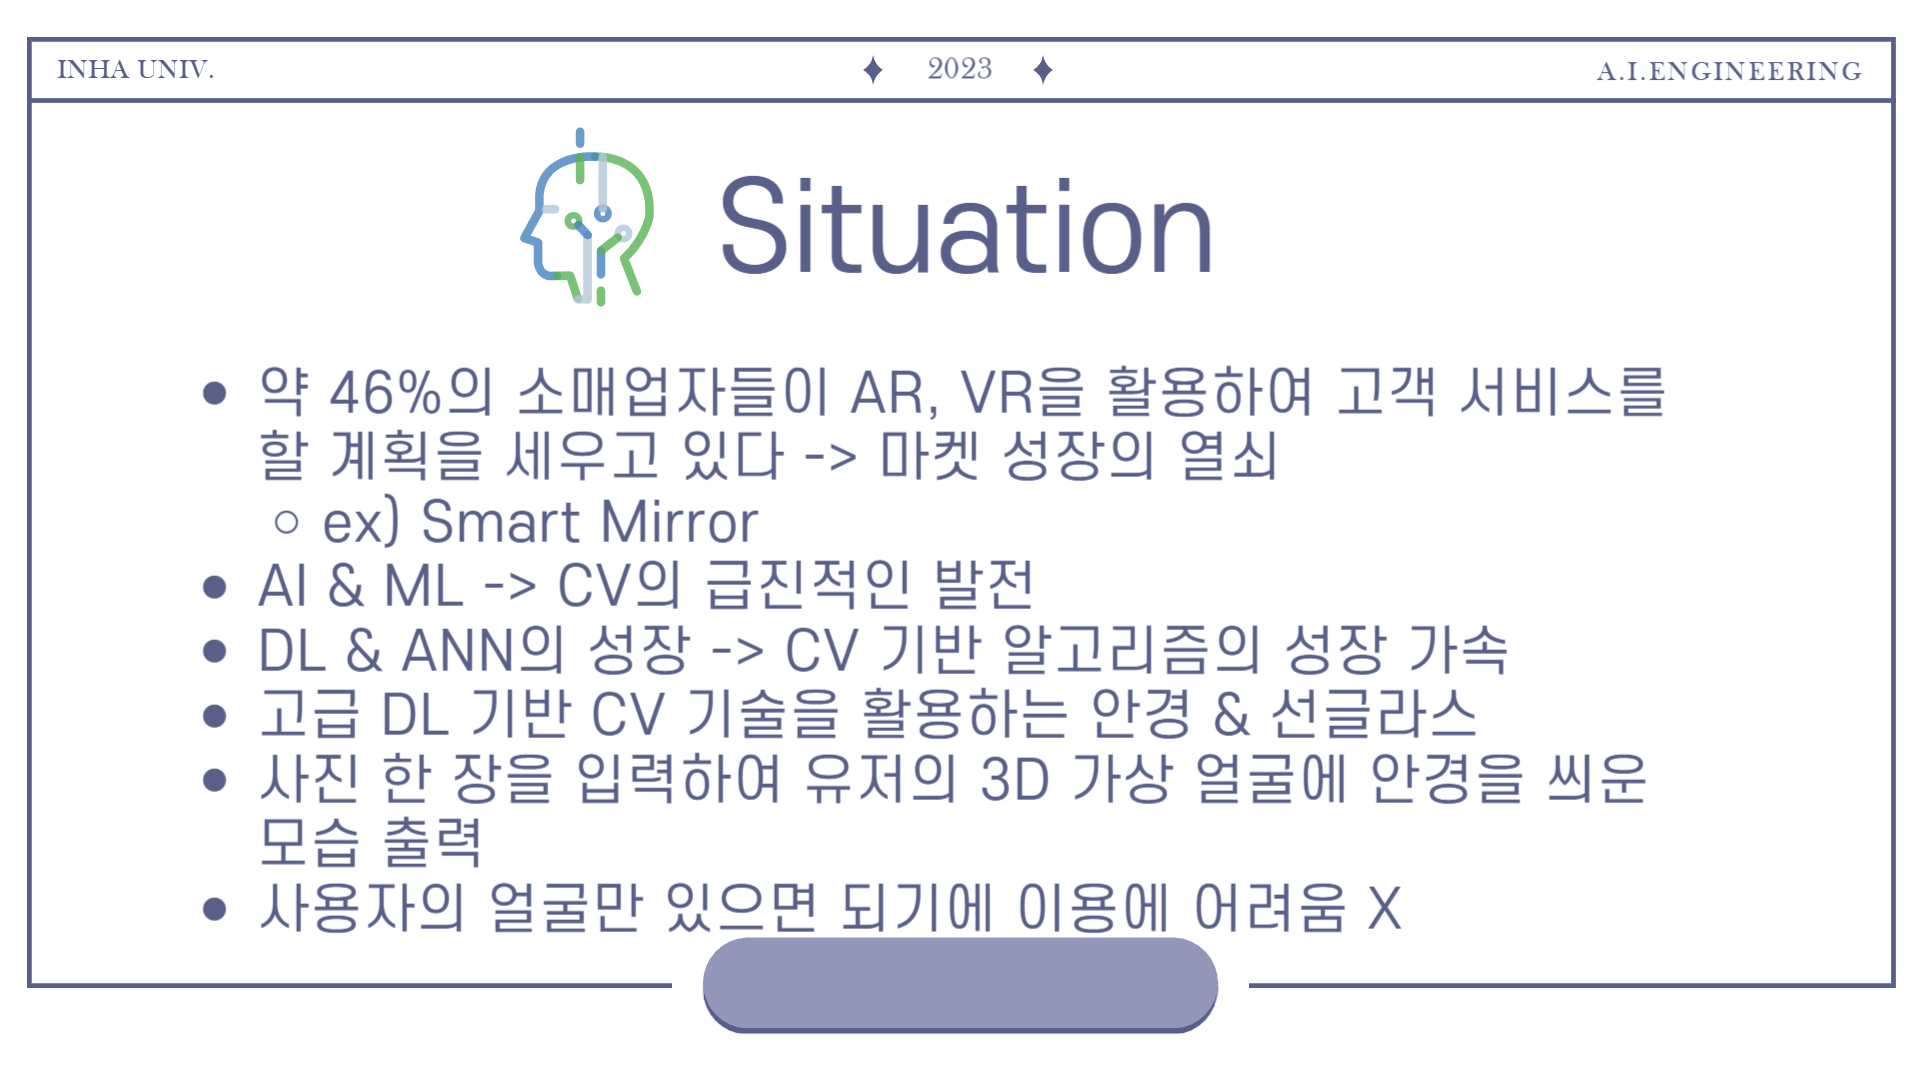 INHA UNIV.
2023
A.I.ENGINEERING
Situation
약 46%의 소매업자들이 AR, VR을 활용하여 고객 서비스를
할 계획을 세우고 있다 -> 마켓 성장의 열쇠
ex) Smart Mirror
AI & ML -> CV의 급진적인 발전
DL & ANN의 성장 -> CV 기반 알고리즘의 성장 가속
고급 DL 기반 CV 기술을 활용하는 안경 & 선글라스
사진 한 장을 입력하여 유저의 3D 가상 얼굴에 안경을 씌운
모습 출력
사용자의 얼굴만 있으면 되기에 이용에 어려움 X